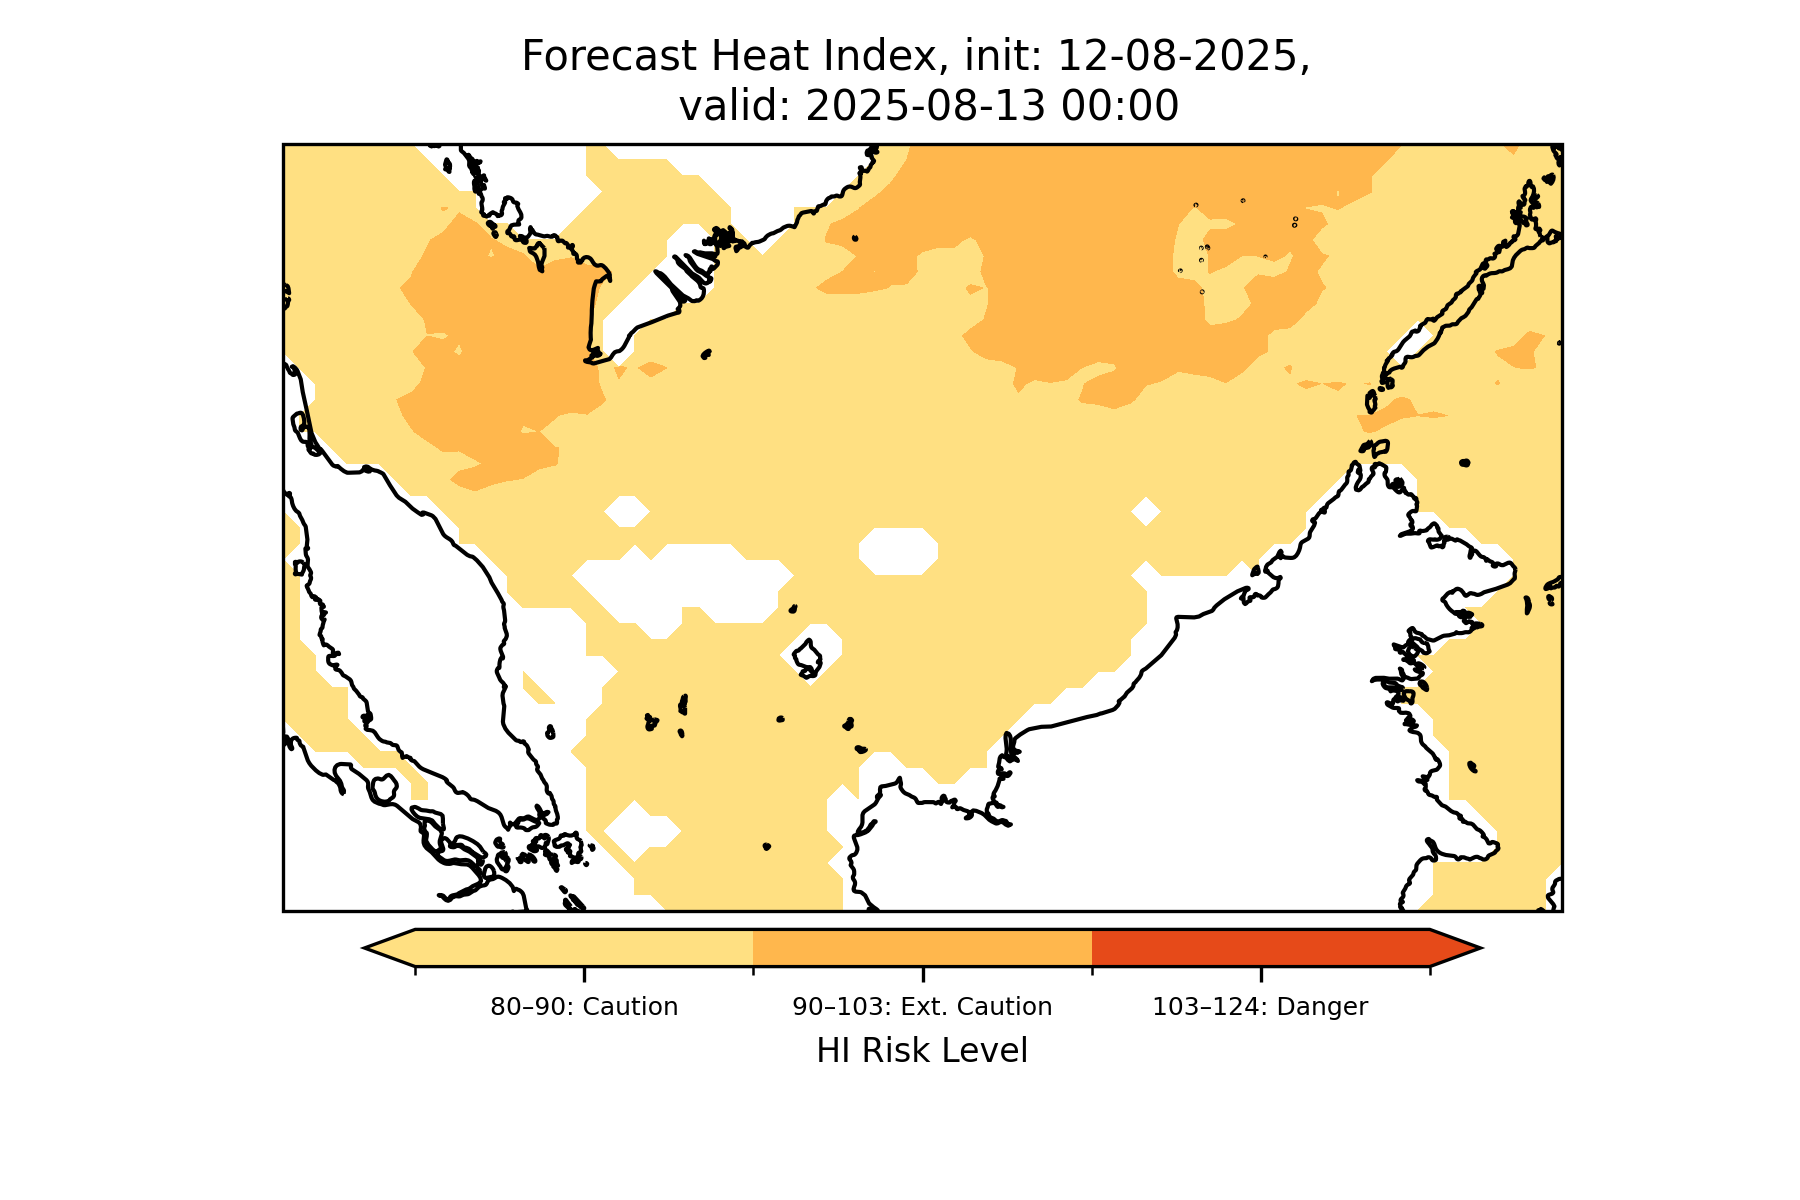 Forecast Heat Index, init: 12-08-2025,
valid: 2025-08-13 00:00
80–90: Caution
90–103: Ext. Caution
103–124: Danger
HI Risk Level